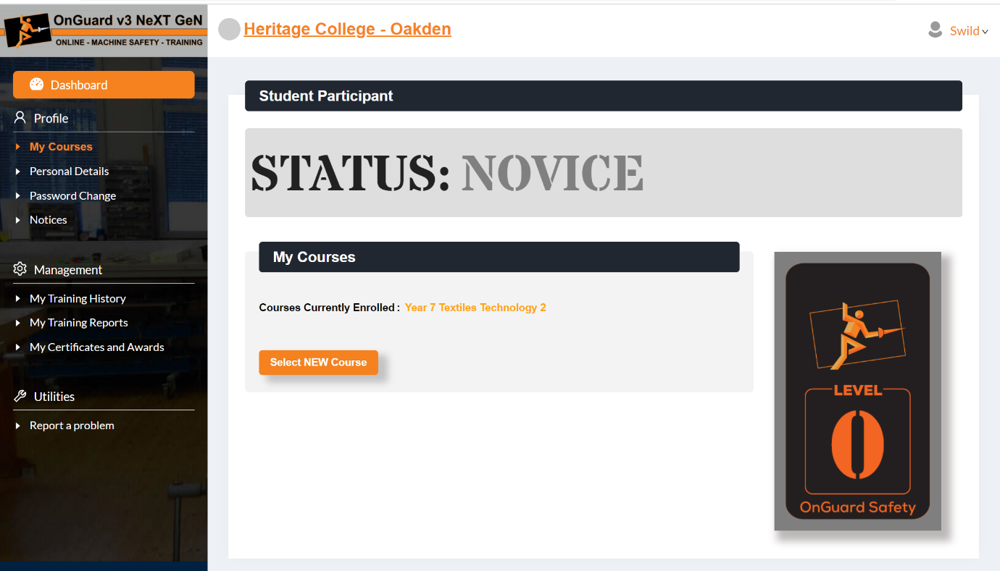 OnGuard v3 NeXT GeN
ONLINE - MACHINE SAFETY - TRAINING
Heritage College - Oakden
Swild
Dashboard
Profile
My Courses
Personal Details
Password Change
Notices
Management
My Training History
My Training Reports
My Certificates and Awards
Utilities
Report a problem
Student Participant
STATUS: NOVICE
My Courses
Courses Currently Enrolled : Year 7 Textiles Technology 2
Select NEW Course
LEVEL
0
OnGuard Safety